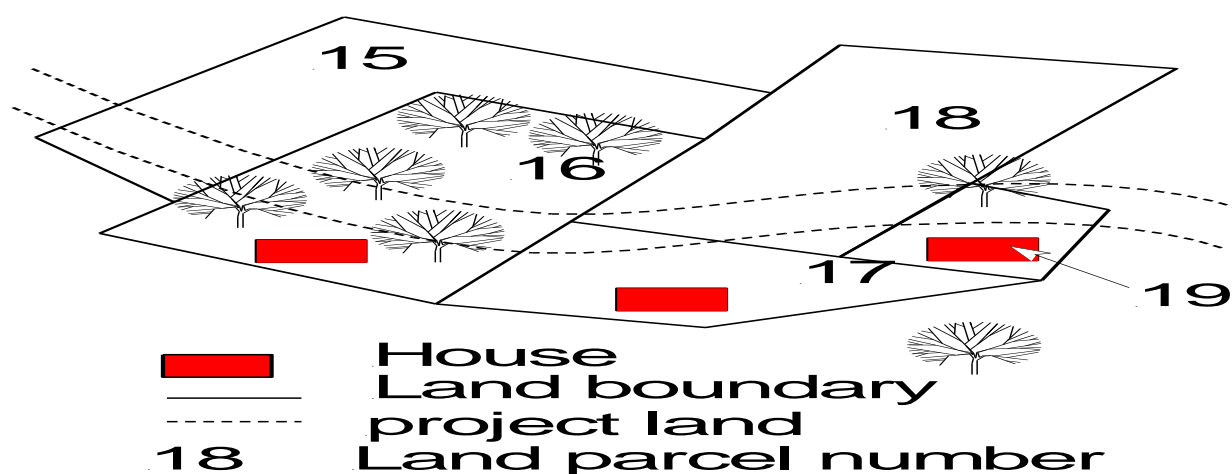 15
18
16
17
19
House
Land boundary
project land
18 Land parcel number